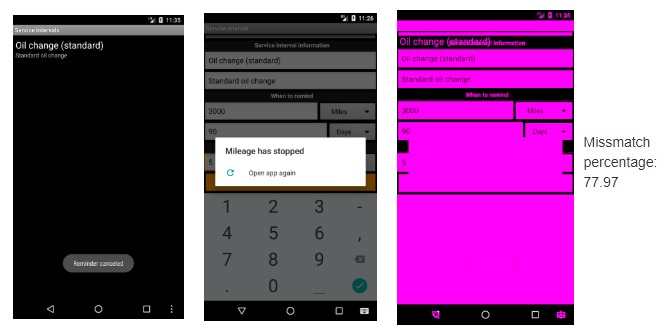 11:35
Service intervals
Oil change (standard)
Standard oil change
Reminder canceled
11:26
Service interval
Service interval information
Oil change (standard)
Standard oil change
When to remind
3000
Miles
90
Days
5
Mileage has stopped
Open app again
1 2 3 -
4 5 6 ,
7 8 9
. 0 _
Oil change (standard) information
Oil change (standard)
Standard oil change
When to remind
3000
Miles
90
Days
5
Missmatch
percentage:
77.97